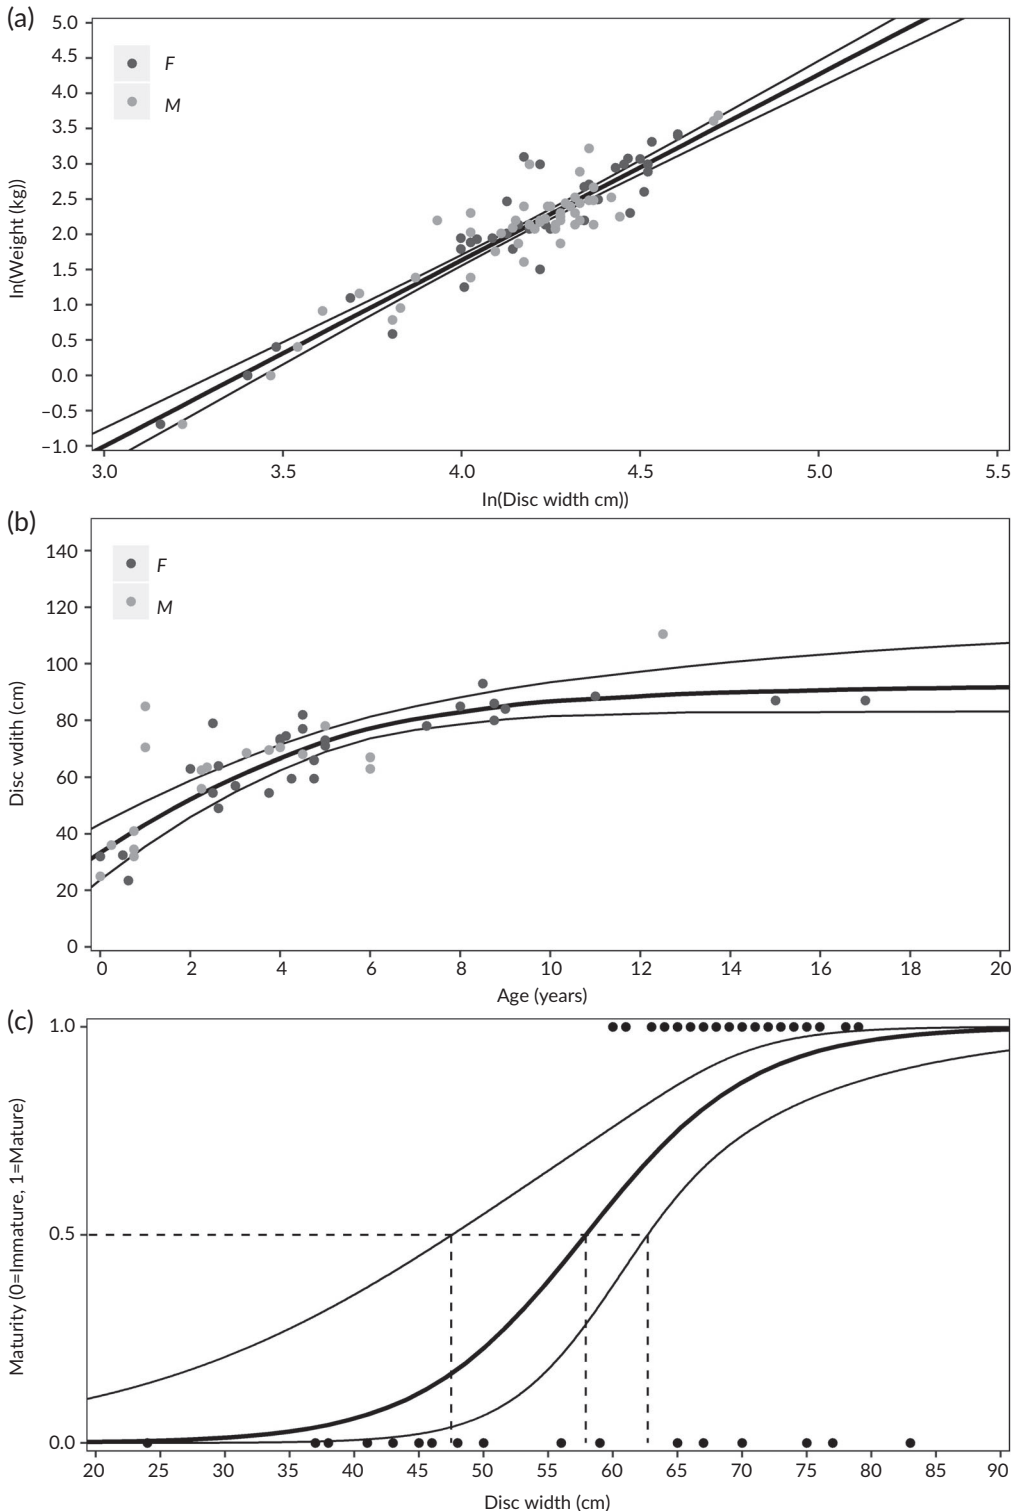 (a)
5.0
4.5
4.0
3.5
3.0
2.5
2.0
1.5
1.0
0.5
0.0
–0.5
–1.0
ln(Weight (kg))
F
M
3.0 3.5 4.0 4.5 5.0 5.5
ln(Disc width cm))
(b)
140
120
100
80
60
40
20
0
Disc wdith (cm)
F
M
0 2 4 6 8 10 12 14 16 18 20
Age (years)
(c)
1.0
0.5
0.0
Maturity (0=Immature, 1=Mature)
20 25 30 35 40 45 50 55 60 65 70 75 80 85 90
Disc width (cm)